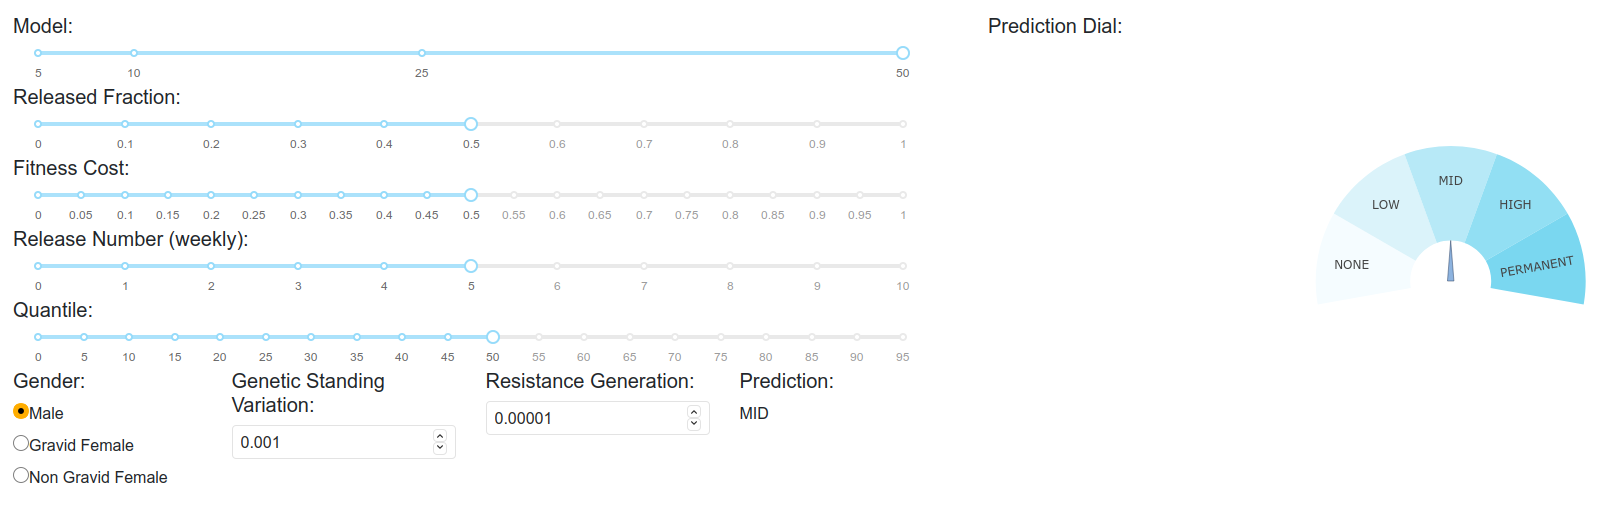 Model:
5 10 25 50
Released Fraction:
0 0.1 0.2 0.3 0.4 0.5 0.6 0.7 0.8 0.9 1
Fitness Cost:
0 0.05 0.1 0.15 0.2 0.25 0.3 0.35 0.4 0.45 0.5 0.55 0.6 0.65 0.7 0.75 0.8 0.85 0.9 0.95 1
Release Number (weekly):
0 1 2 3 4 5 6 7 8 9 10
Quantile:
0 5 10 15 20 25 30 35 40 45 50 55 60 65 70 75 80 85 90 95
Gender:
Male
Gravid Female
Non Gravid Female
Genetic Standing
Variation:
0.001
Resistance Generation:
0.00001
Prediction:
MID
Prediction Dial:
NONE
LOW
MID
HIGH
PERMANENT